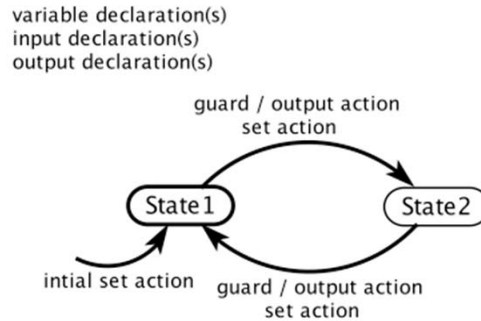 variable declaration(s)
input declaration(s)
output declaration(s)
guard / output action
set action
State1
State2
intial set action
guard / output action
set action